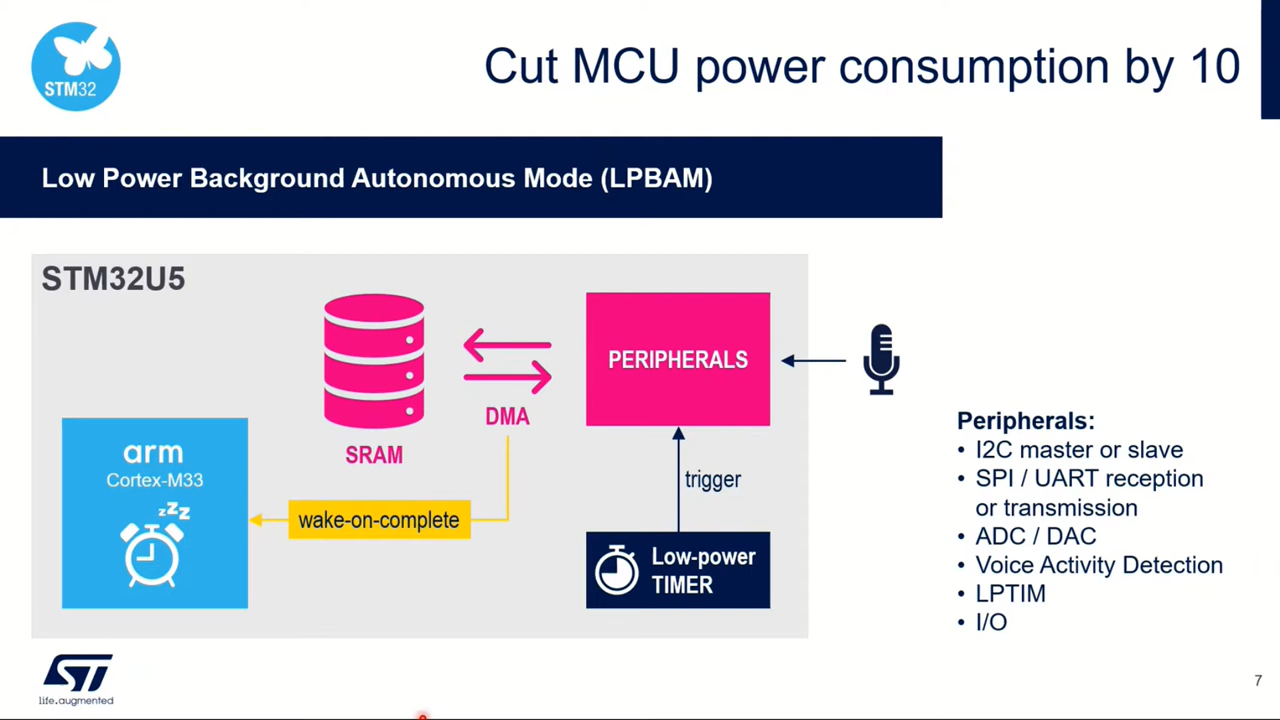 STM32
Cut MCU power consumption by 10
Low Power Background Autonomous Mode (LPBAM)
STM32U5
SRAM
DMA
PERIPHERALS
arm
Cortex-M33
zZZ
wake-on-complete
trigger
Low-power
TIMER
Peripherals:
• I2C master or slave
• SPI / UART reception
or transmission
• ADC / DAC
• Voice Activity Detection
• LPTIM
• I/O
ST
life.augmented
7